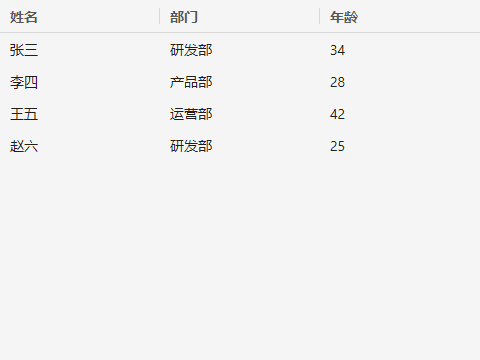 姓名 部门 年龄
张三 研发部 34
李四 产品部 28
王五 运营部 42
赵六 研发部 25